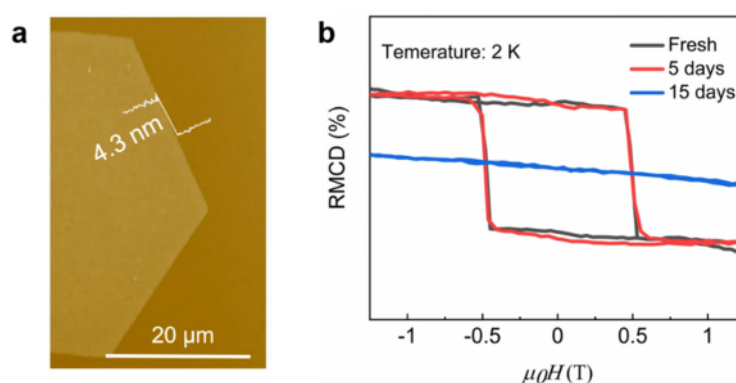 a
4.3 nm
20 µm
b
Temerature: 2 K
Fresh
5 days
15 days
RMCD (%)
-1
-0.5
0
0.5
1
μ0H (T)